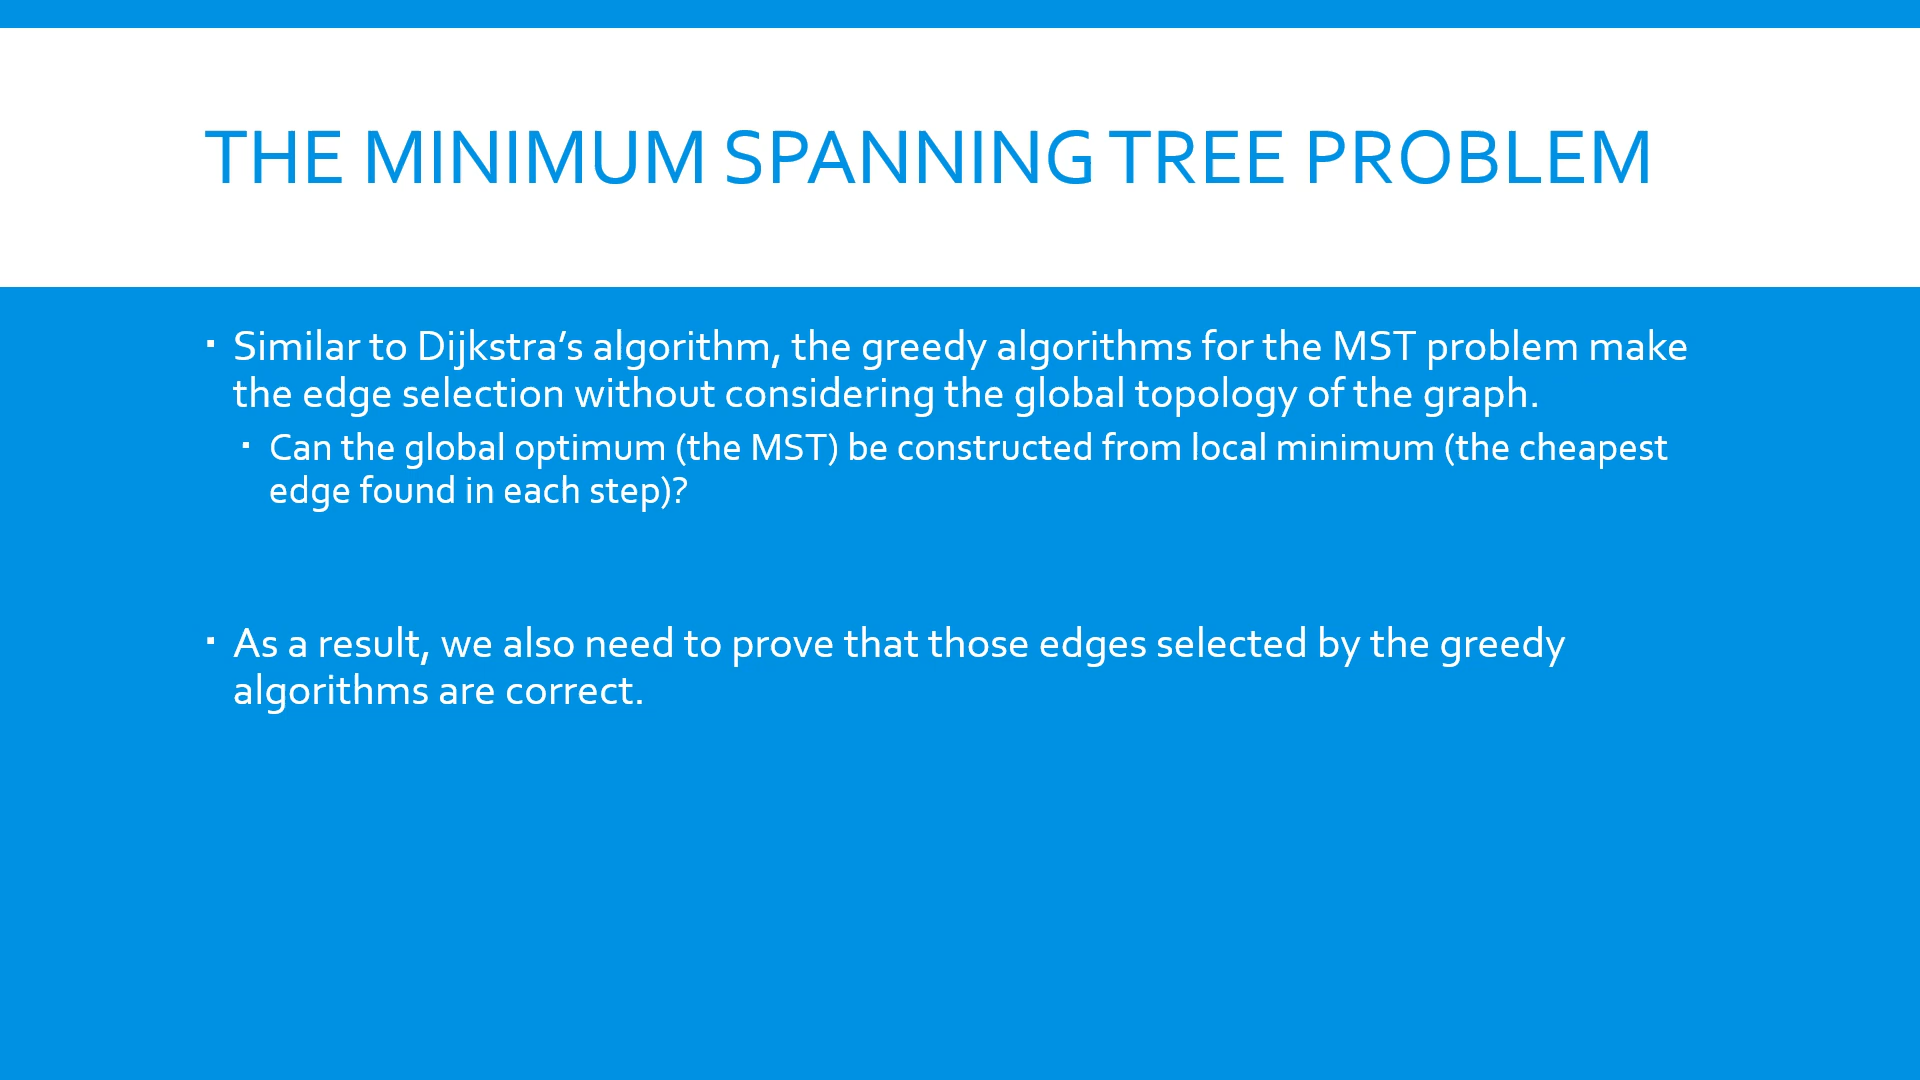 THE MINIMUM SPANNING TREE PROBLEM
▪ Similar to Dijkstra’s algorithm, the greedy algorithms for the MST problem make
the edge selection without considering the global topology of the graph.
▪ Can the global optimum (the MST) be constructed from local minimum (the cheapest
edge found in each step)?
▪ As a result, we also need to prove that those edges selected by the greedy
algorithms are correct.